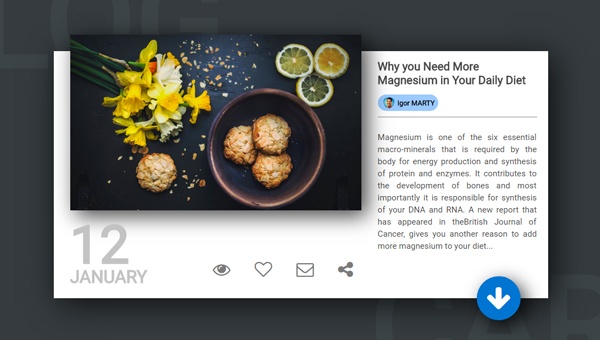 LOG
Why you Need More
Magnesium in Your Daily Diet
Igor MARTY
Magnesium is one of the six essential
macro-minerals that is required by the
body for energy production and synthesis
of protein and enzymes. It contributes to
the development of bones and most
importantly it is responsible for synthesis
of your DNA and RNA. A new report that
has appeared in theBritish Journal of
Cancer, gives you another reason to add
more magnesium to your diet...
12
JANUARY
CAR